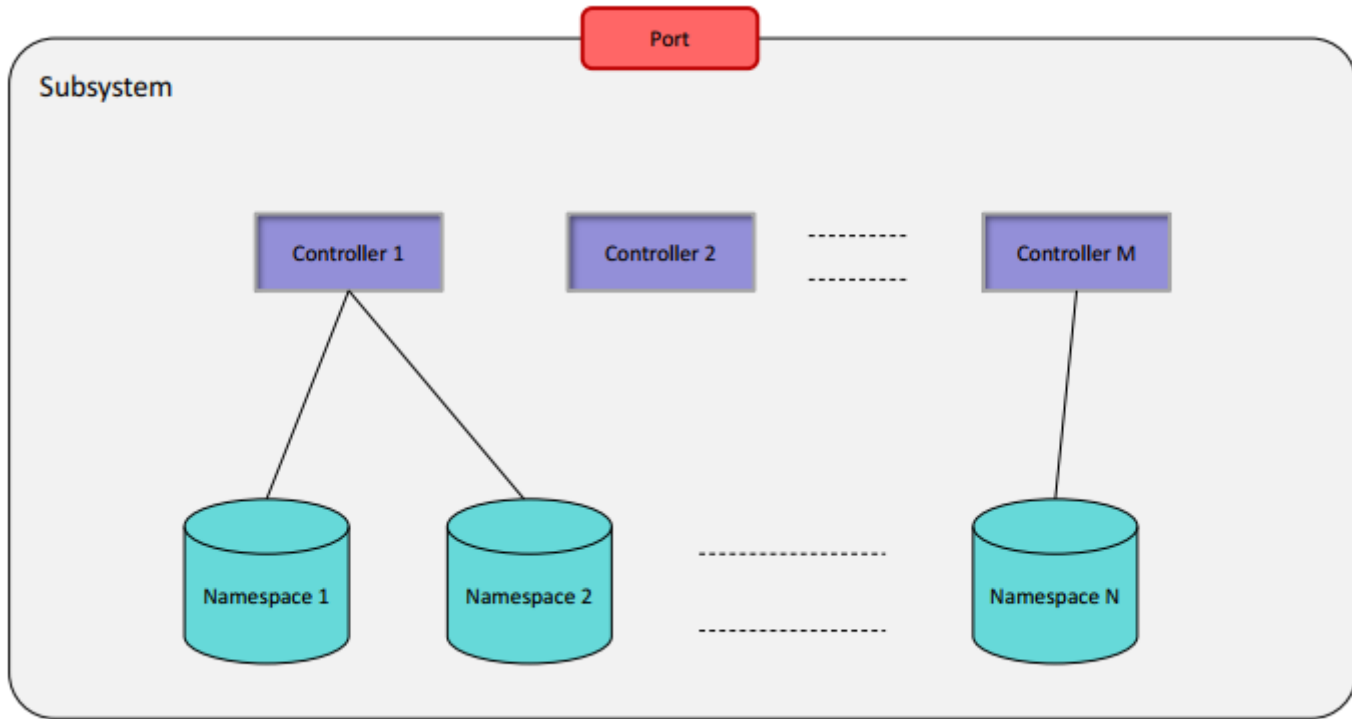 Port
Subsystem
Controller 1
Controller 2
Controller M
Namespace 1
Namespace 2
Namespace N